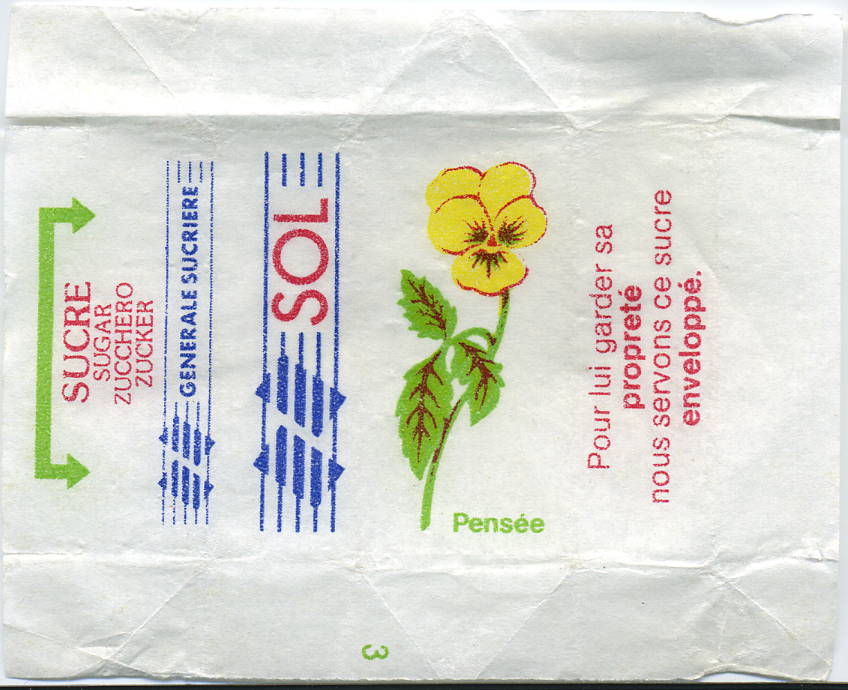 SUCRE
SUGAR
ZUCCHERO
ZUCKER
GENERALE SUCRIERE
SOL
Pensée
Pour lui garder sa
propreté
nous servons ce sucre
enveloppé.
3